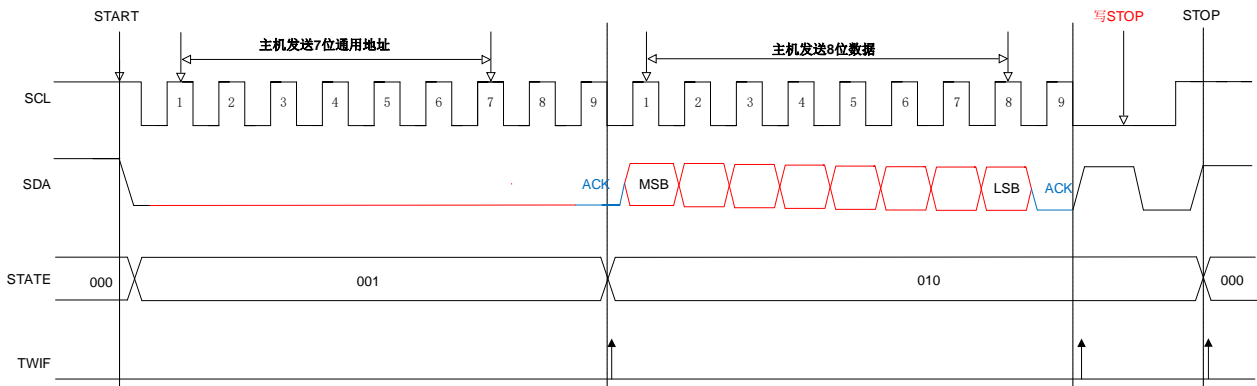 START
写STOP
STOP
主机发送7位通用地址
主机发送8位数据
SCL
1 2 3 4 5 6 7 8 9 1 2 3 4 5 6 7 8 9
SDA
ACK MSB LSB ACK
STATE
000 001 010 000
TWIF